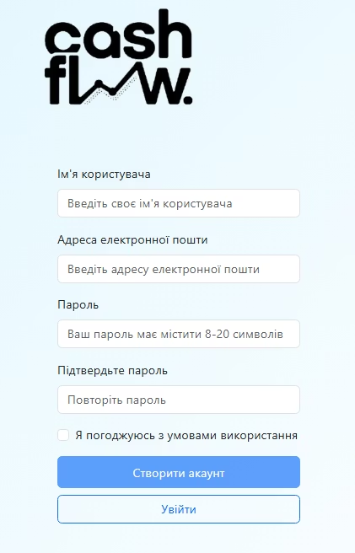 cash
flow.
Ім'я користувача
Введіть своє ім'я користувача
Адреса електронної пошти
Введіть адресу електронної пошти
Пароль
Ваш пароль має містити 8-20 символів
Підтвердьте пароль
Повторіть пароль
Я погоджуюсь з умовами використання
Створити акаунт
Увійти